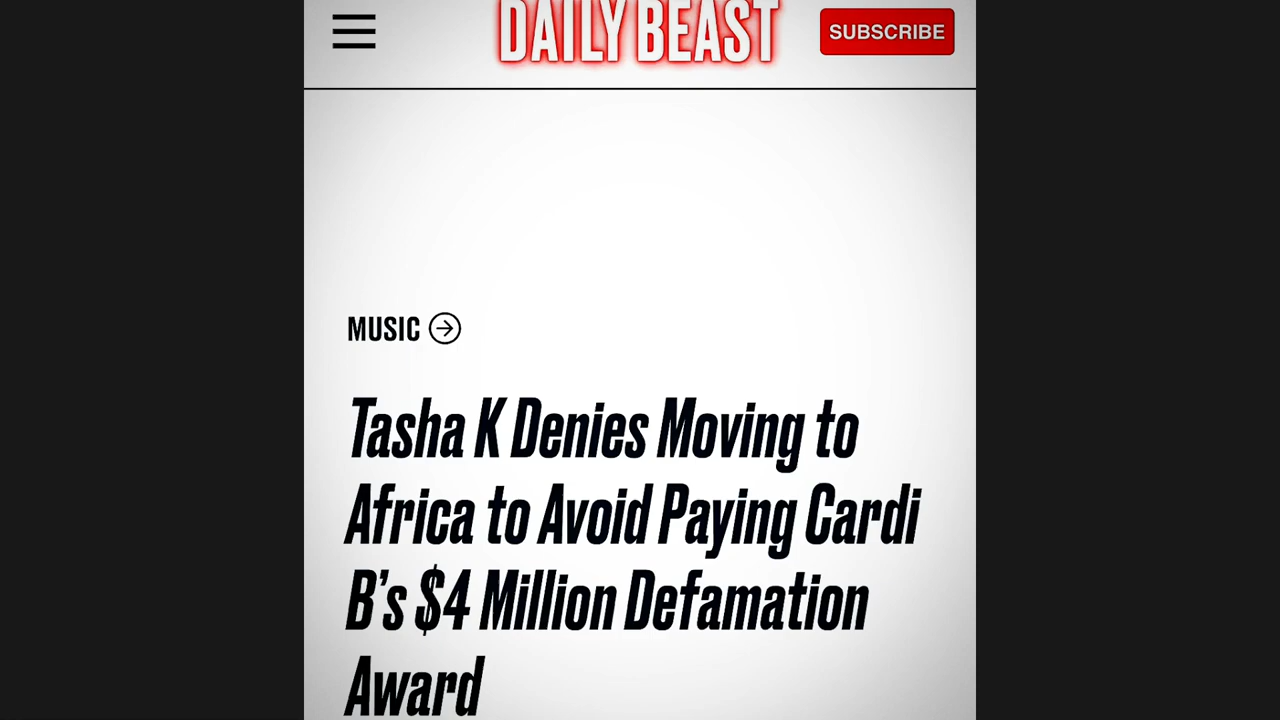 DAILY BEAST
SUBSCRIBE
MUSIC
Tasha K Denies Moving to
Africa to Avoid Paying Cardi
B's $4 Million Defamation
Award